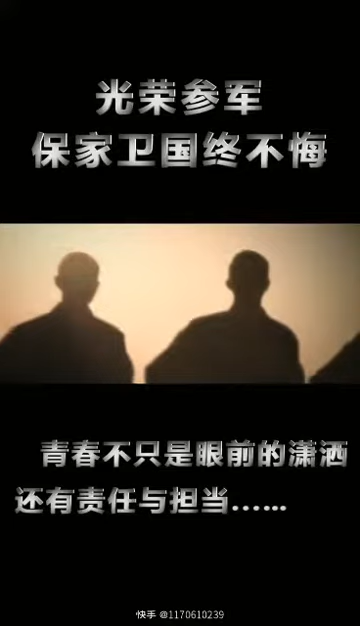 光荣参军
保家卫国终不悔
青春不只是眼前的潇洒
还有责任与担当……
快手 @1170610239